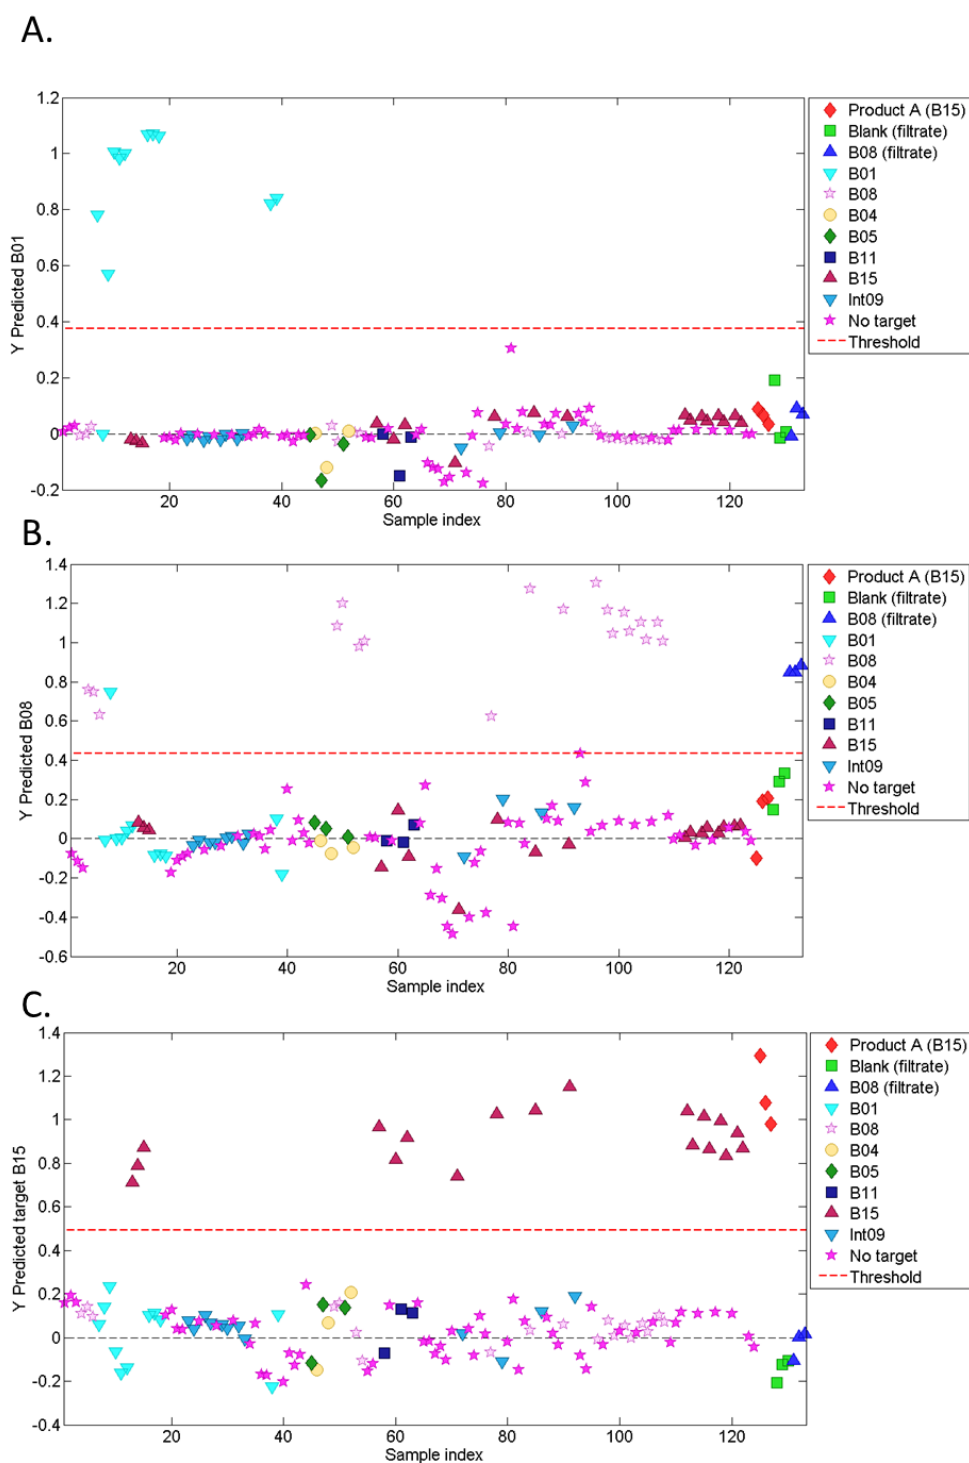 A.
1.2
1
0.8
0.6
0.4
0.2
0
-0.2
Y Predicted B01
20
40
60
80
100
120
Sample index
Product A (B15)
Blank (filtrate)
B08 (filtrate)
B01
B08
B04
B05
B11
B15
Int09
No target
Threshold
B.
1.4
1.2
1
0.8
0.6
0.4
0.2
0
-0.2
-0.4
-0.6
Y Predicted B08
20
40
60
80
100
120
Sample index
Product A (B15)
Blank (filtrate)
B08 (filtrate)
B01
B08
B04
B05
B11
B15
Int09
No target
Threshold
C.
1.4
1.2
1
0.8
0.6
0.4
0.2
0
-0.2
-0.4
Y Predicted target B15
20
40
60
80
100
120
Sample index
Product A (B15)
Blank (filtrate)
B08 (filtrate)
B01
B08
B04
B05
B11
B15
Int09
No target
Threshold